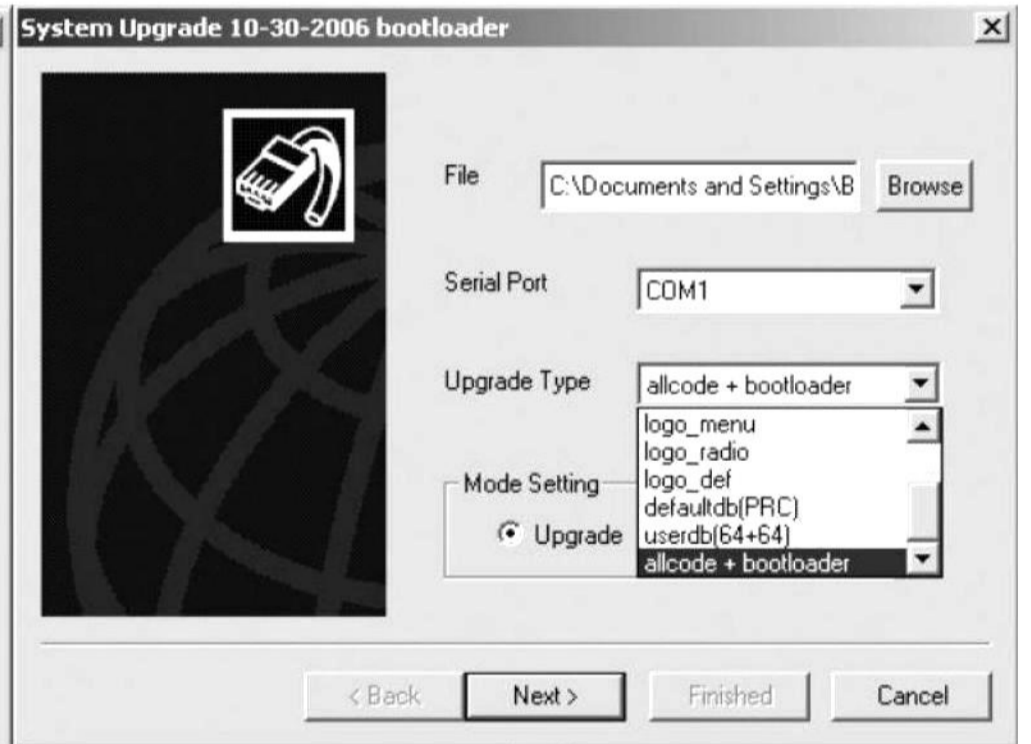 System Upgrade 10-30-2006 bootloader
File
C:\Documents and Settings\B
Browse
Serial Port
COM1
Upgrade Type
allcode + bootloader
logo_menu
logo_radio
logo_def
defaultdb(PRC)
userdb(64+64)
allcode + bootloader
Mode Setting
Upgrade
< Back
Next >
Finished
Cancel